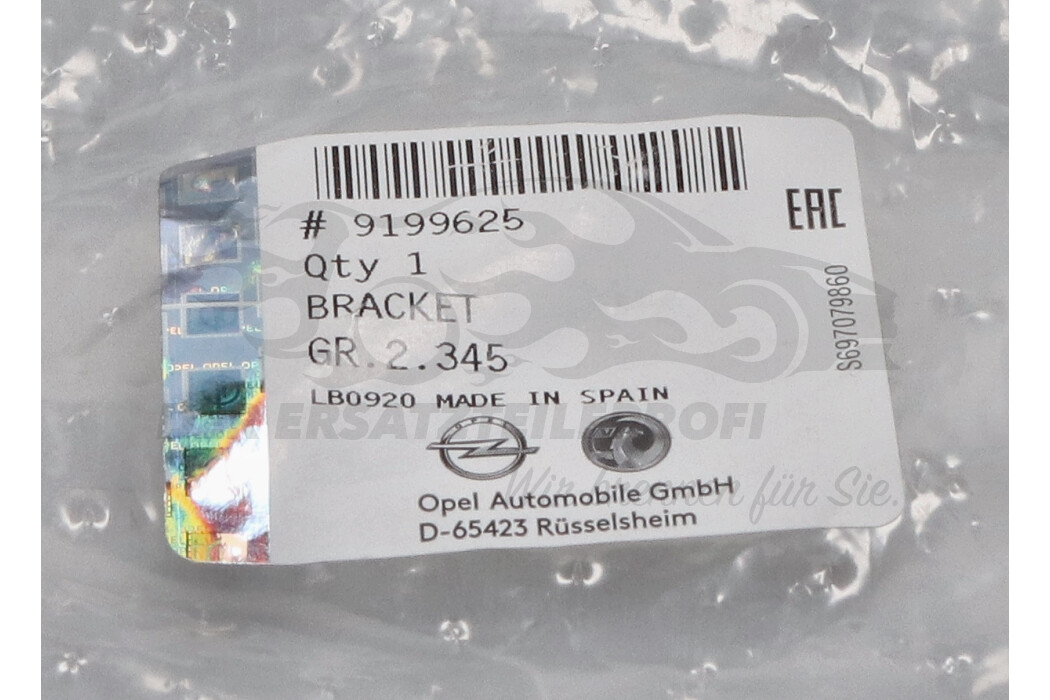 # 9199625
Qty 1
BRACKET
GR. 2.345
LB0920 MADE IN SPAIN
Opel Automobile GmbH
D-65423 Rüsselsheim
EAC
S697079860
ERSATZTEILEPROFI
Wir brennen für Sie.